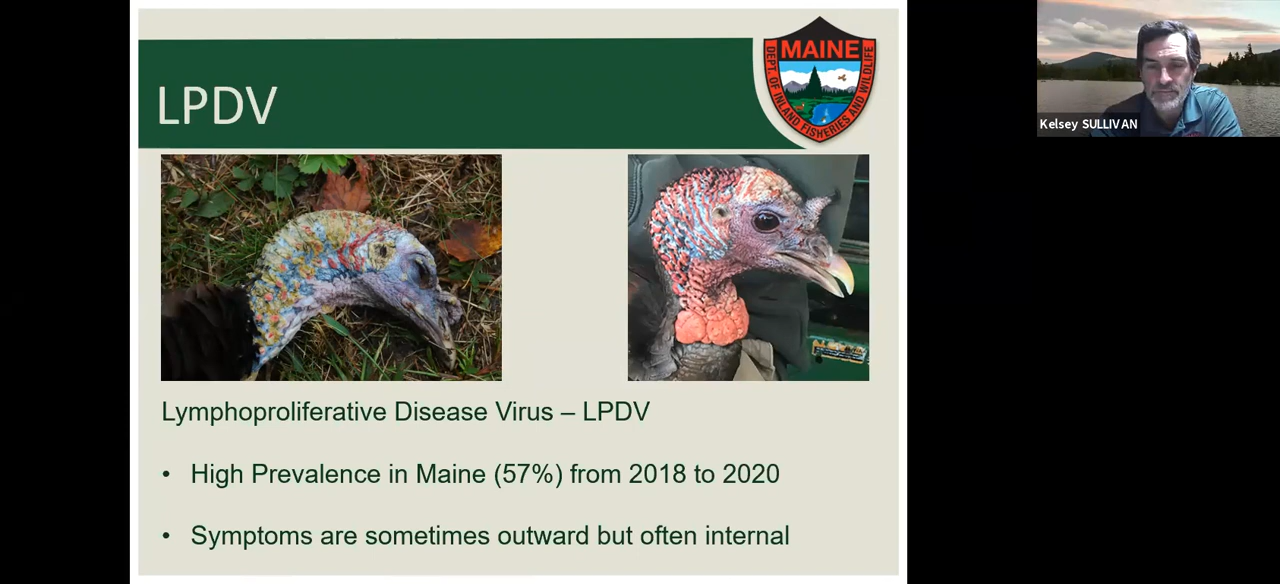 LPDV
MAINE
DEPT. OF INLAND FISHERIES AND WILDLIFE
Kelsey SULLIVAN
Lymphoproliferative Disease Virus – LPDV
• High Prevalence in Maine (57%) from 2018 to 2020
• Symptoms are sometimes outward but often internal